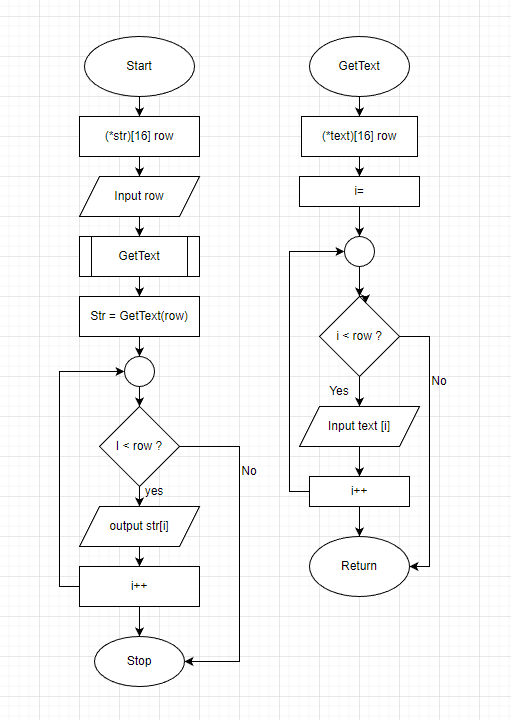 Start
(*str)[16] row
Input row
GetText
Str = GetText(row)
I < row ?
No
yes
output str[i]
i++
Stop
GetText
(*text)[16] row
i=
i < row ?
No
Yes
Input text [i]
i++
Return